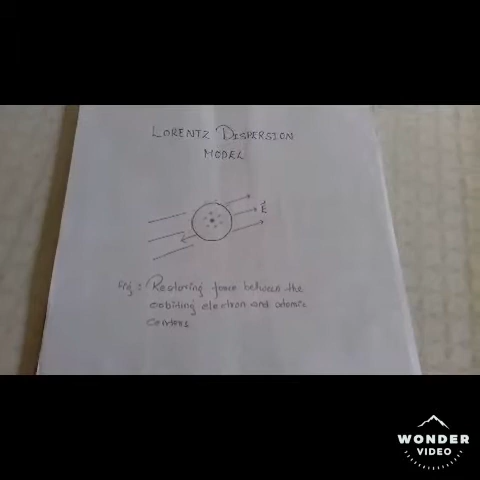 LORENTZ DISPERSION
MODEL
E
Fig : Restoring force between the
orbiting electron and atomic
centers
WONDER
VIDEO